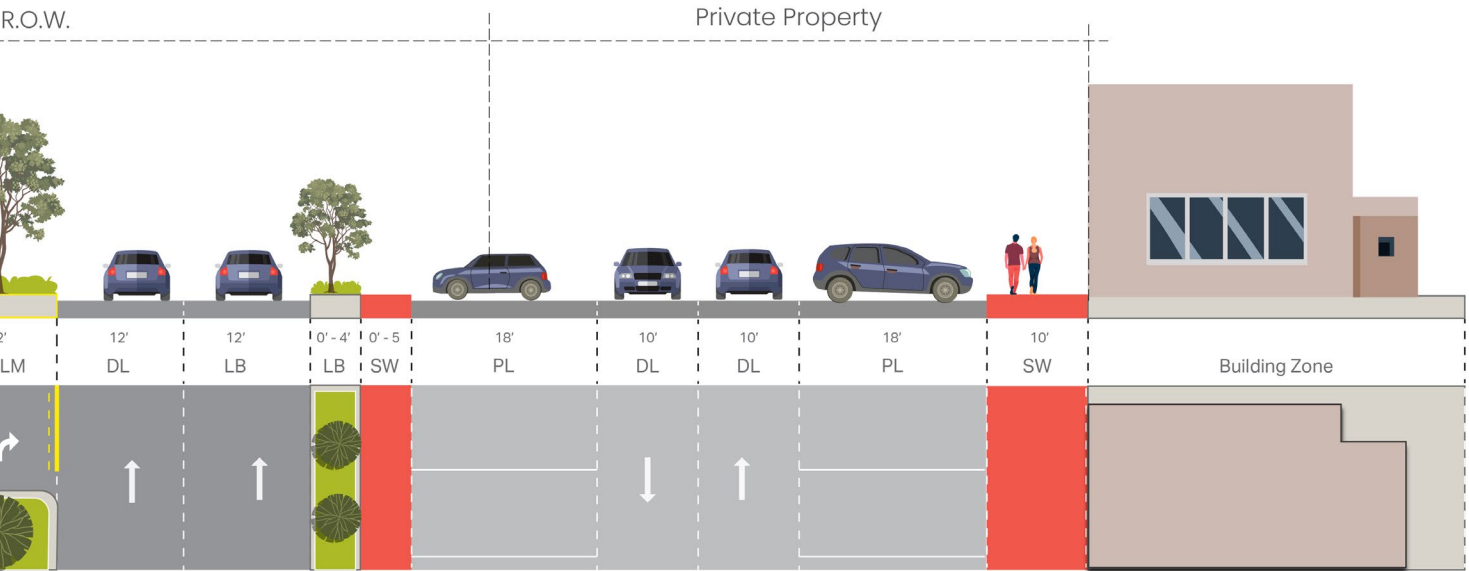 R.O.W.
Private Property
2' 12' 12' 0' - 4' 0' - 5 18' 10' 10' 18' 10'
LM DL LB LB SW PL DL DL PL SW Building Zone